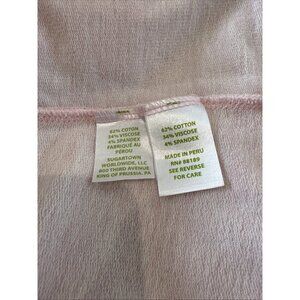 62% COTTON
34% VISCOSE
4% SPANDEX
FABRIQUÉ AU
PÉROU
SUGARTOWN
WORLDWIDE, LLC
800 THIRD AVENUE
KING OF PRUSSIA, PA
62% COTTON
34% VISCOSE
4% SPANDEX
MADE IN PERU
RN# 88189
SEE REVERSE
FOR CARE